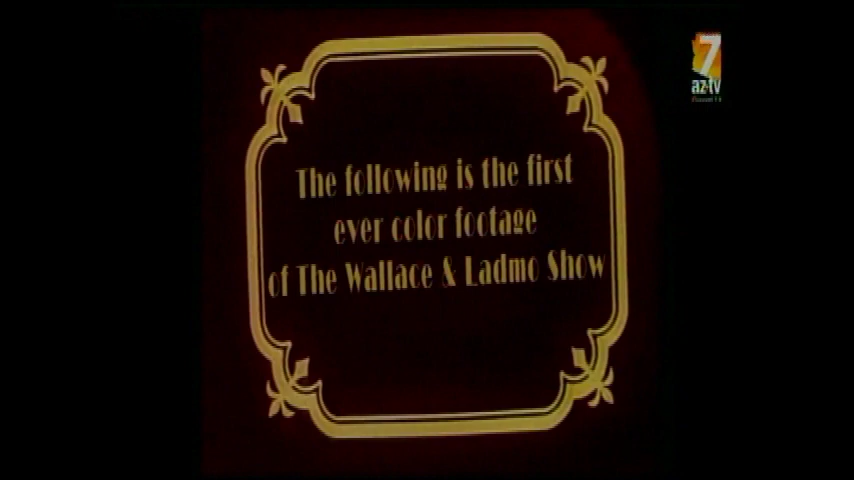 The following is the first
ever color footage
of The Wallace & Ladmo Show
7
az-tv